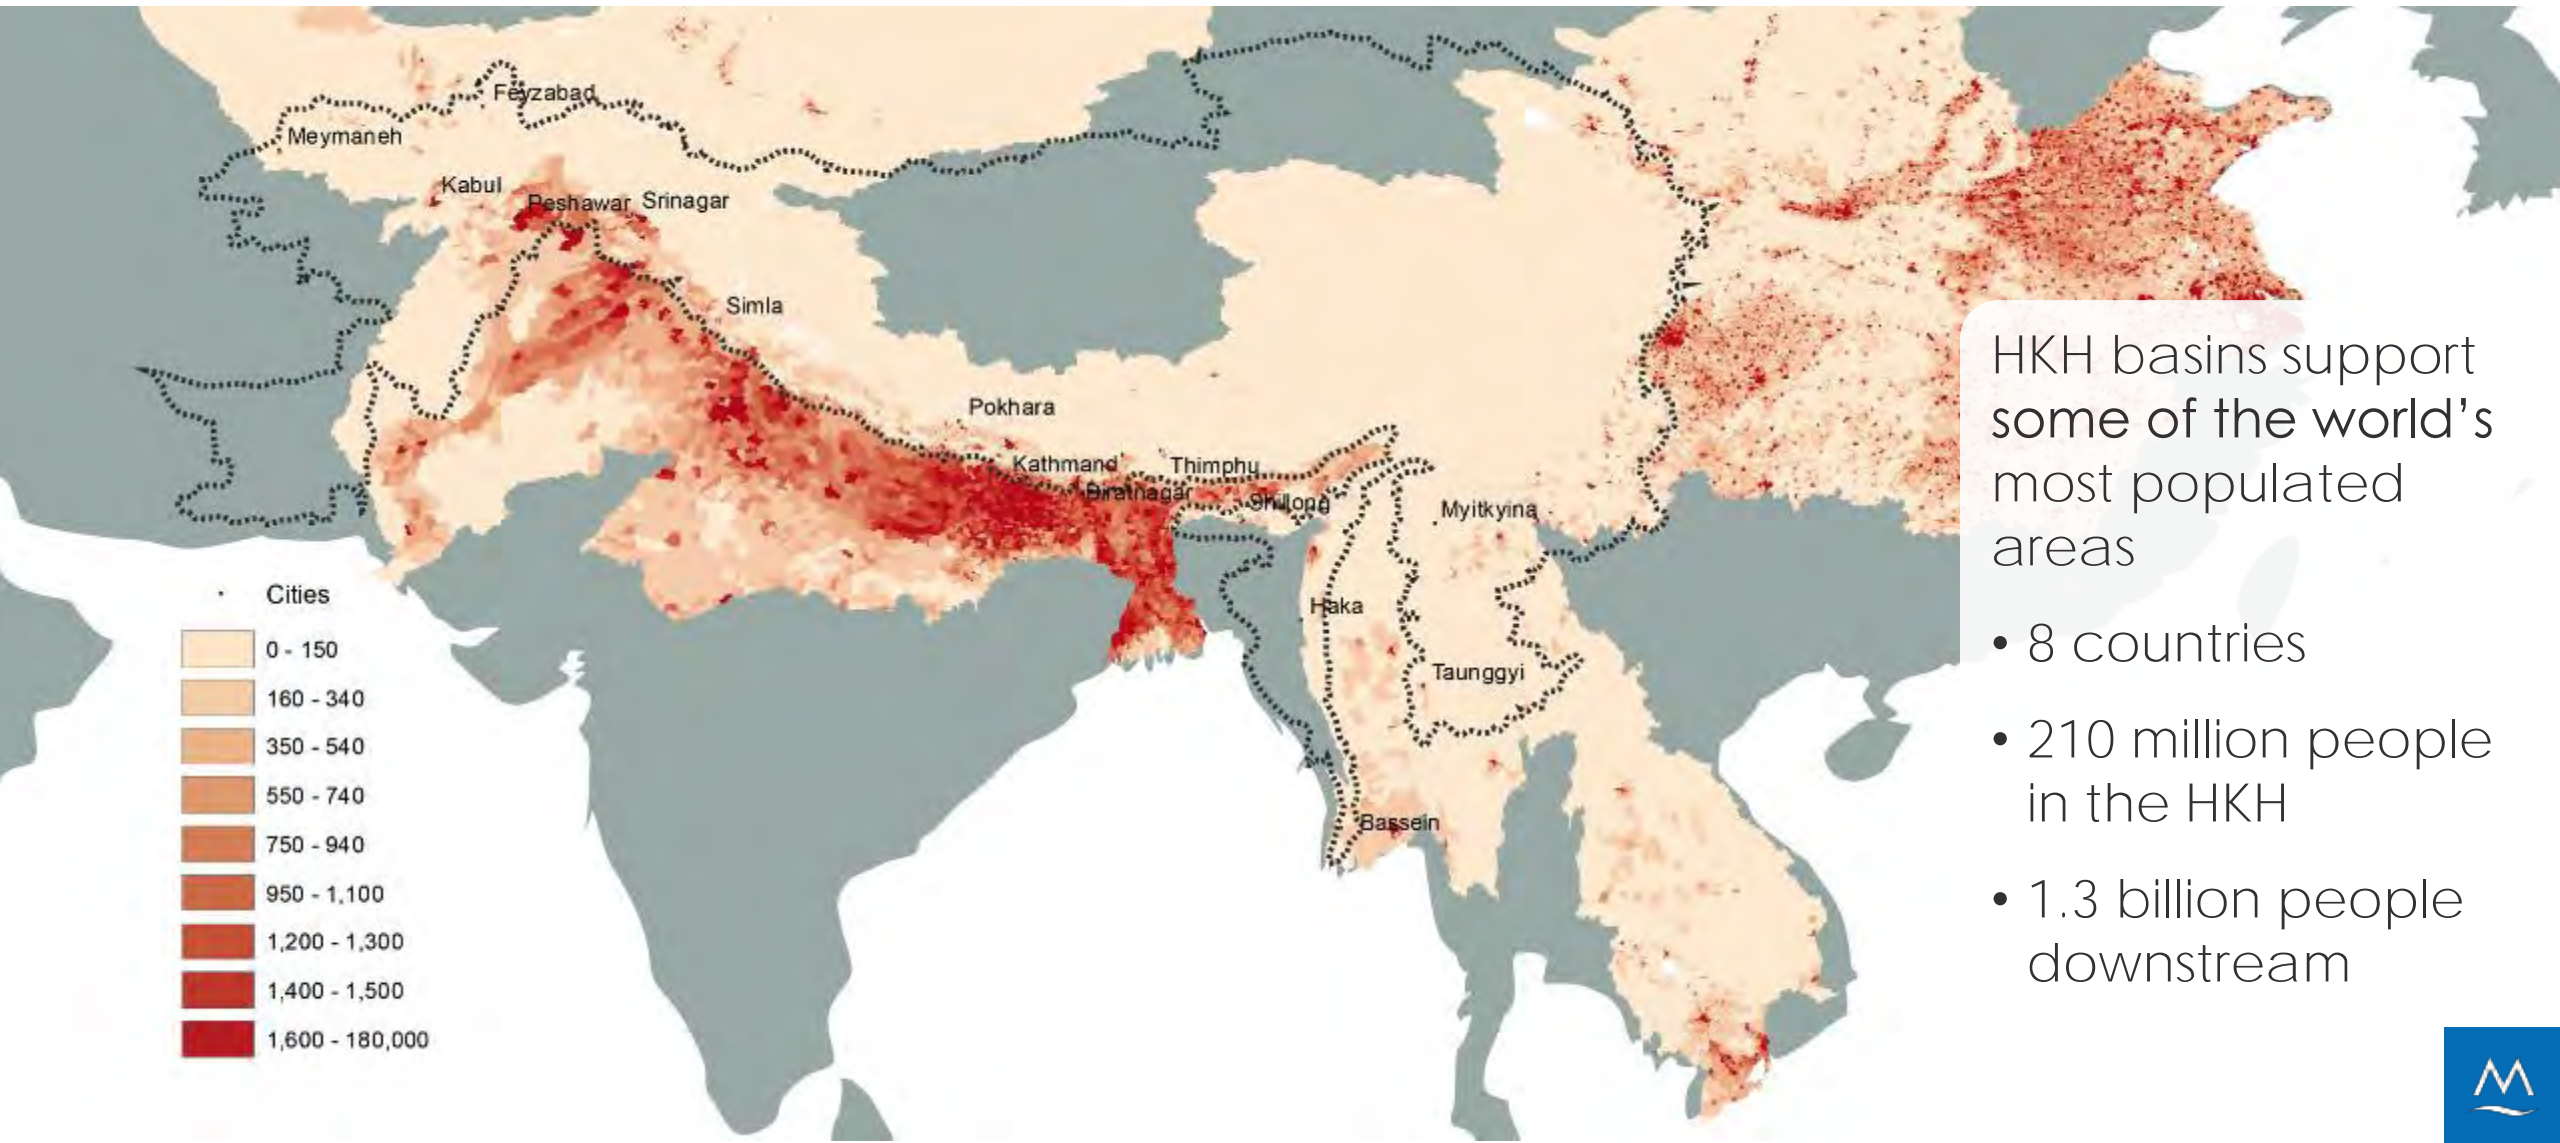 Feyzabad
Meymaneh
Kabul
Peshawar
Srinagar
Simla
Pokhara
Kathmand
Thimphu
Biratnagar
Shillong
Myitkyina
Haka
Taunggyi
Bassein
Cities
0 - 150
160 - 340
350 - 540
550 - 740
750 - 940
950 - 1,100
1,200 - 1,300
1,400 - 1,500
1,600 - 180,000
HKH basins support
some of the world's
most populated
areas
• 8 countries
• 210 million people
in the HKH
• 1.3 billion people
downstream